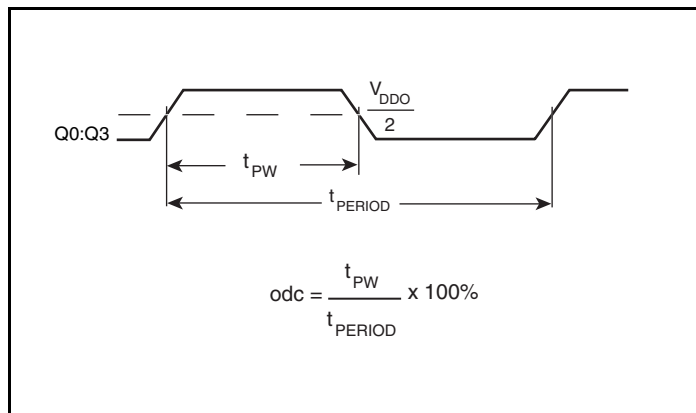 V_DDO
2
Q0:Q3
t_PW
t_PERIOD
odc = t_PW / t_PERIOD x 100%